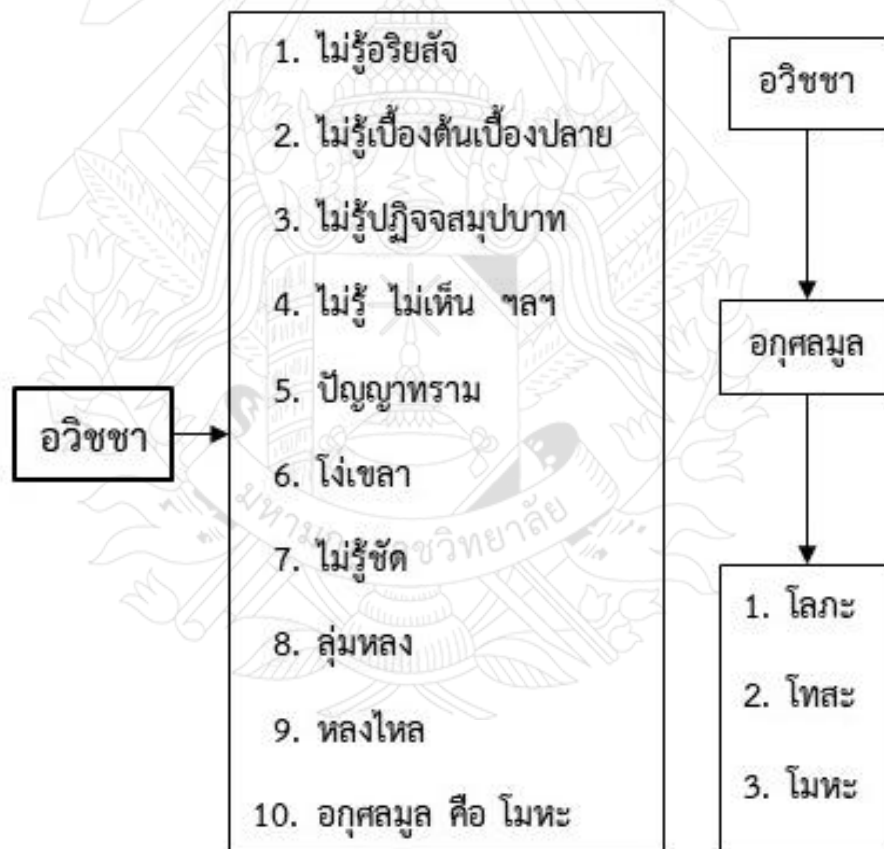 อวิชชา
1. ไม่รู้อริยสัจ
2. ไม่รู้เบื้องต้นเบื้องปลาย
3. ไม่รู้ปฏิจจสมุปบาท
4. ไม่รู้ ไม่เห็น ฯลฯ
5. ปัญญาทราม
6. โง่เขลา
7. ไม่รู้ชัด
8. ลุ่มหลง
9. หลงไหล
10. อกุศลมูล คือ โมหะ
อวิชชา
อกุศลมูล
1. โลภะ
2. โทสะ
3. โมหะ